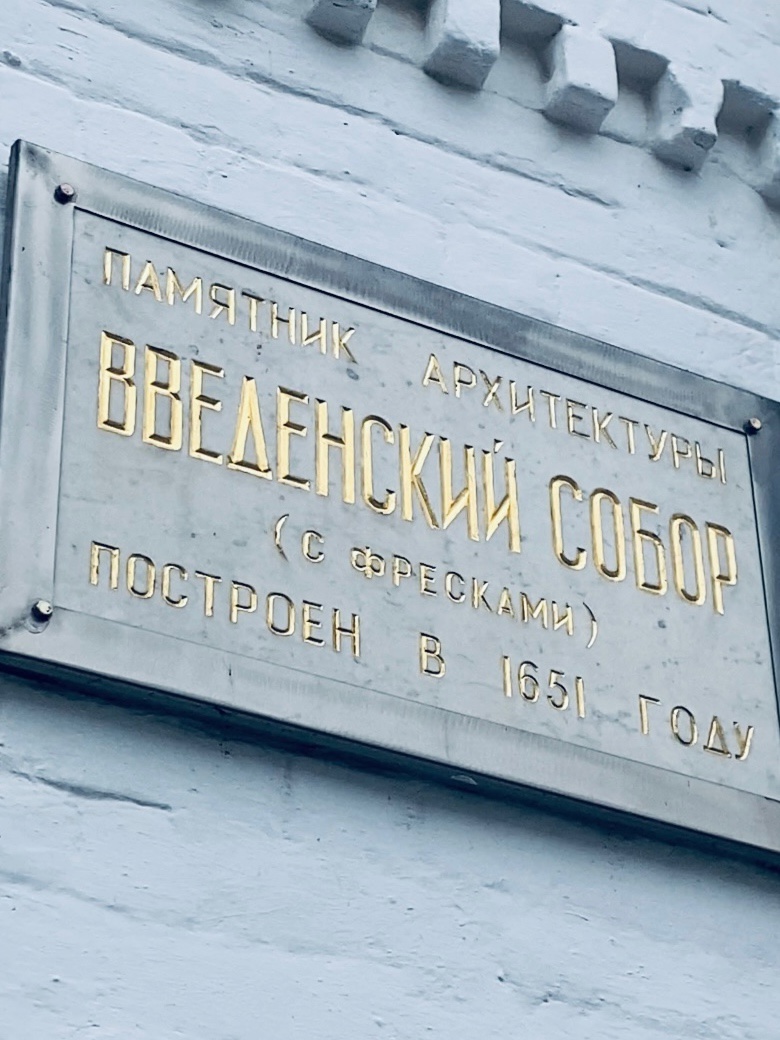 ПАМЯТНИК АРХИТЕКТУРЫ
ВВЕДЕНСКИЙ СОБОР
(С ФРЕСКАМИ)
ПОСТРОЕН В 1651 ГОДУ